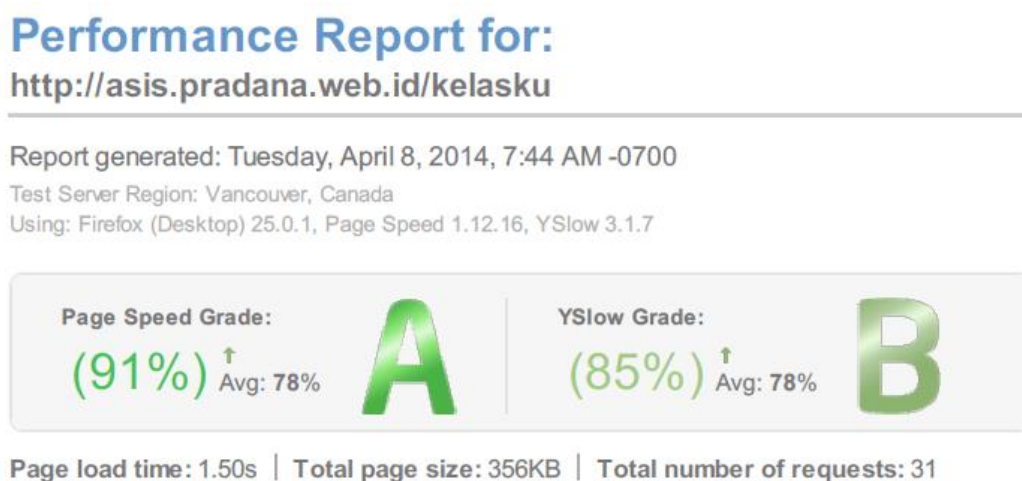 Performance Report for:
http://asis.pradana.web.id/kelasku
Report generated: Tuesday, April 8, 2014, 7:44 AM -0700
Test Server Region: Vancouver, Canada
Using: Firefox (Desktop) 25.0.1, Page Speed 1.12.16, YSlow 3.1.7
Page Speed Grade:
(91%) ↑ Avg: 78% A
YSlow Grade:
(85%) ↑ Avg: 78% B
Page load time: 1.50s | Total page size: 356KB | Total number of requests: 31